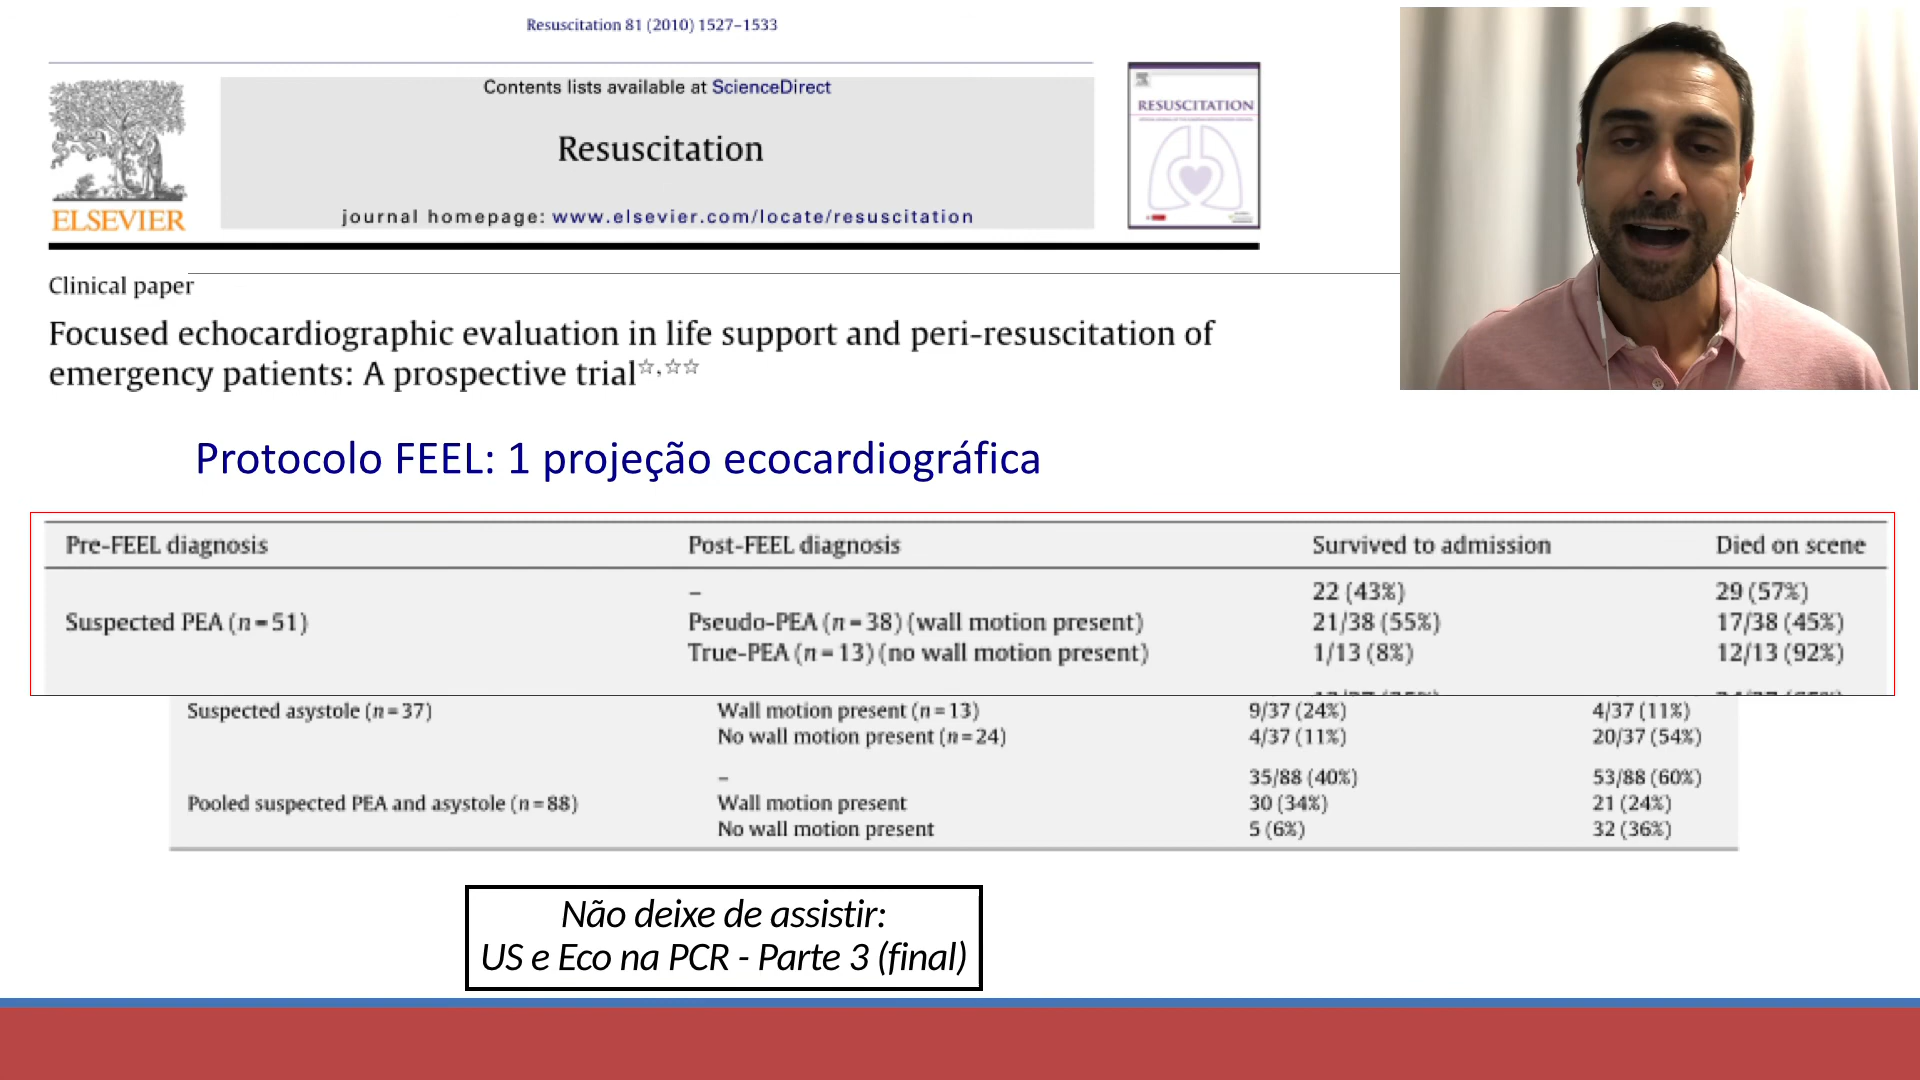 Resuscitation 81 (2010) 1527–1533
Contents lists available at ScienceDirect
Resuscitation
journal homepage: www.elsevier.com/locate/resuscitation
ELSEVIER
RESUSCITATION
Clinical paper
Focused echocardiographic evaluation in life support and peri-resuscitation of
emergency patients: A prospective trial☆,☆☆
Protocolo FEEL: 1 projeção ecocardiográfica
Pre-FEEL diagnosis Post-FEEL diagnosis Survived to admission Died on scene
– 22 (43%) 29 (57%)
Suspected PEA (n=51) Pseudo-PEA (n=38) (wall motion present) 21/38 (55%) 17/38 (45%)
True-PEA (n=13) (no wall motion present) 1/13 (8%) 12/13 (92%)
Suspected asystole (n=37) Wall motion present (n=13) 9/37 (24%) 4/37 (11%)
No wall motion present (n=24) 4/37 (11%) 20/37 (54%)
– 35/88 (40%) 53/88 (60%)
Pooled suspected PEA and asystole (n=88) Wall motion present 30 (34%) 21 (24%)
No wall motion present 5 (6%) 32 (36%)
Não deixe de assistir:
US e Eco na PCR - Parte 3 (final)